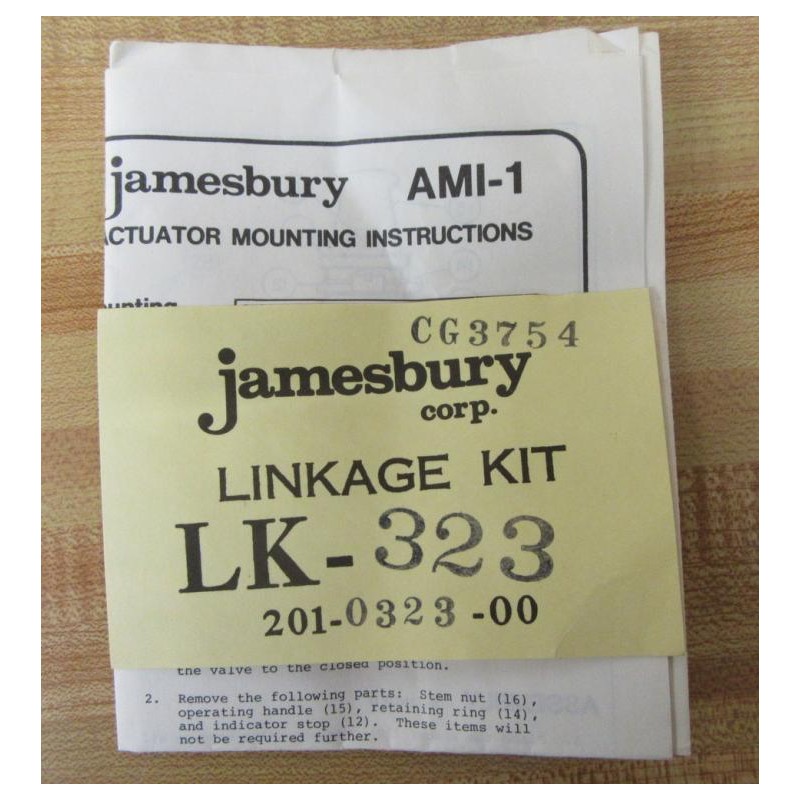 jamesbury AMI-1
ACTUATOR MOUNTING INSTRUCTIONS
CG3754
jamesbury
corp.
LINKAGE KIT
LK-323
201-0323-00
the valve to the closed position.
2. Remove the following parts: Stem nut (16),
operating handle (15), retaining ring (14),
and indicator stop (12). These items will
not be required further.